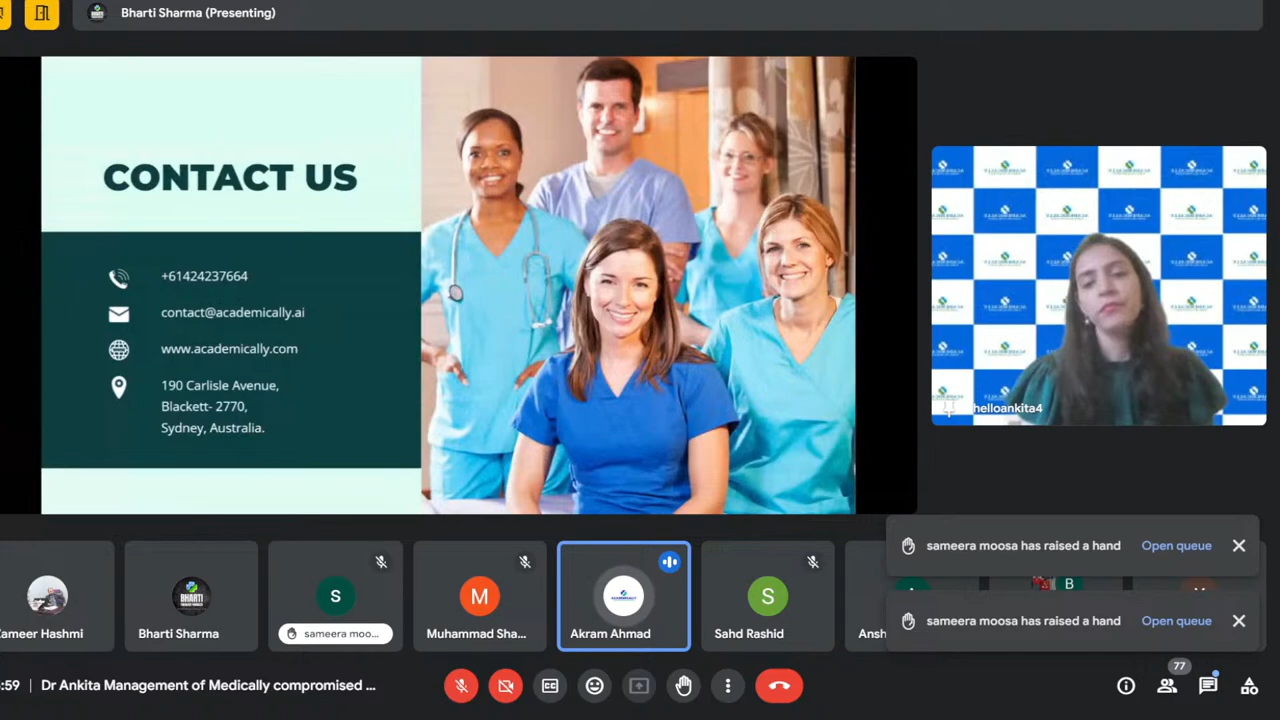 Bharti Sharma (Presenting)
CONTACT US
+61424237664
contact@academically.ai
www.academically.com
190 Carlisle Avenue,
Blackett- 2770,
Sydney, Australia.
helloankita4
sameera moosa has raised a hand
Open queue
sameera moosa has raised a hand
Open queue
S
M
S
B
BHARTI
ameer Hashmi
Bharti Sharma
sameera moo...
Muhammad Sha...
Akram Ahmad
Sahd Rashid
Ansh
:59 | Dr Ankita Management of Medically compromised ...
77